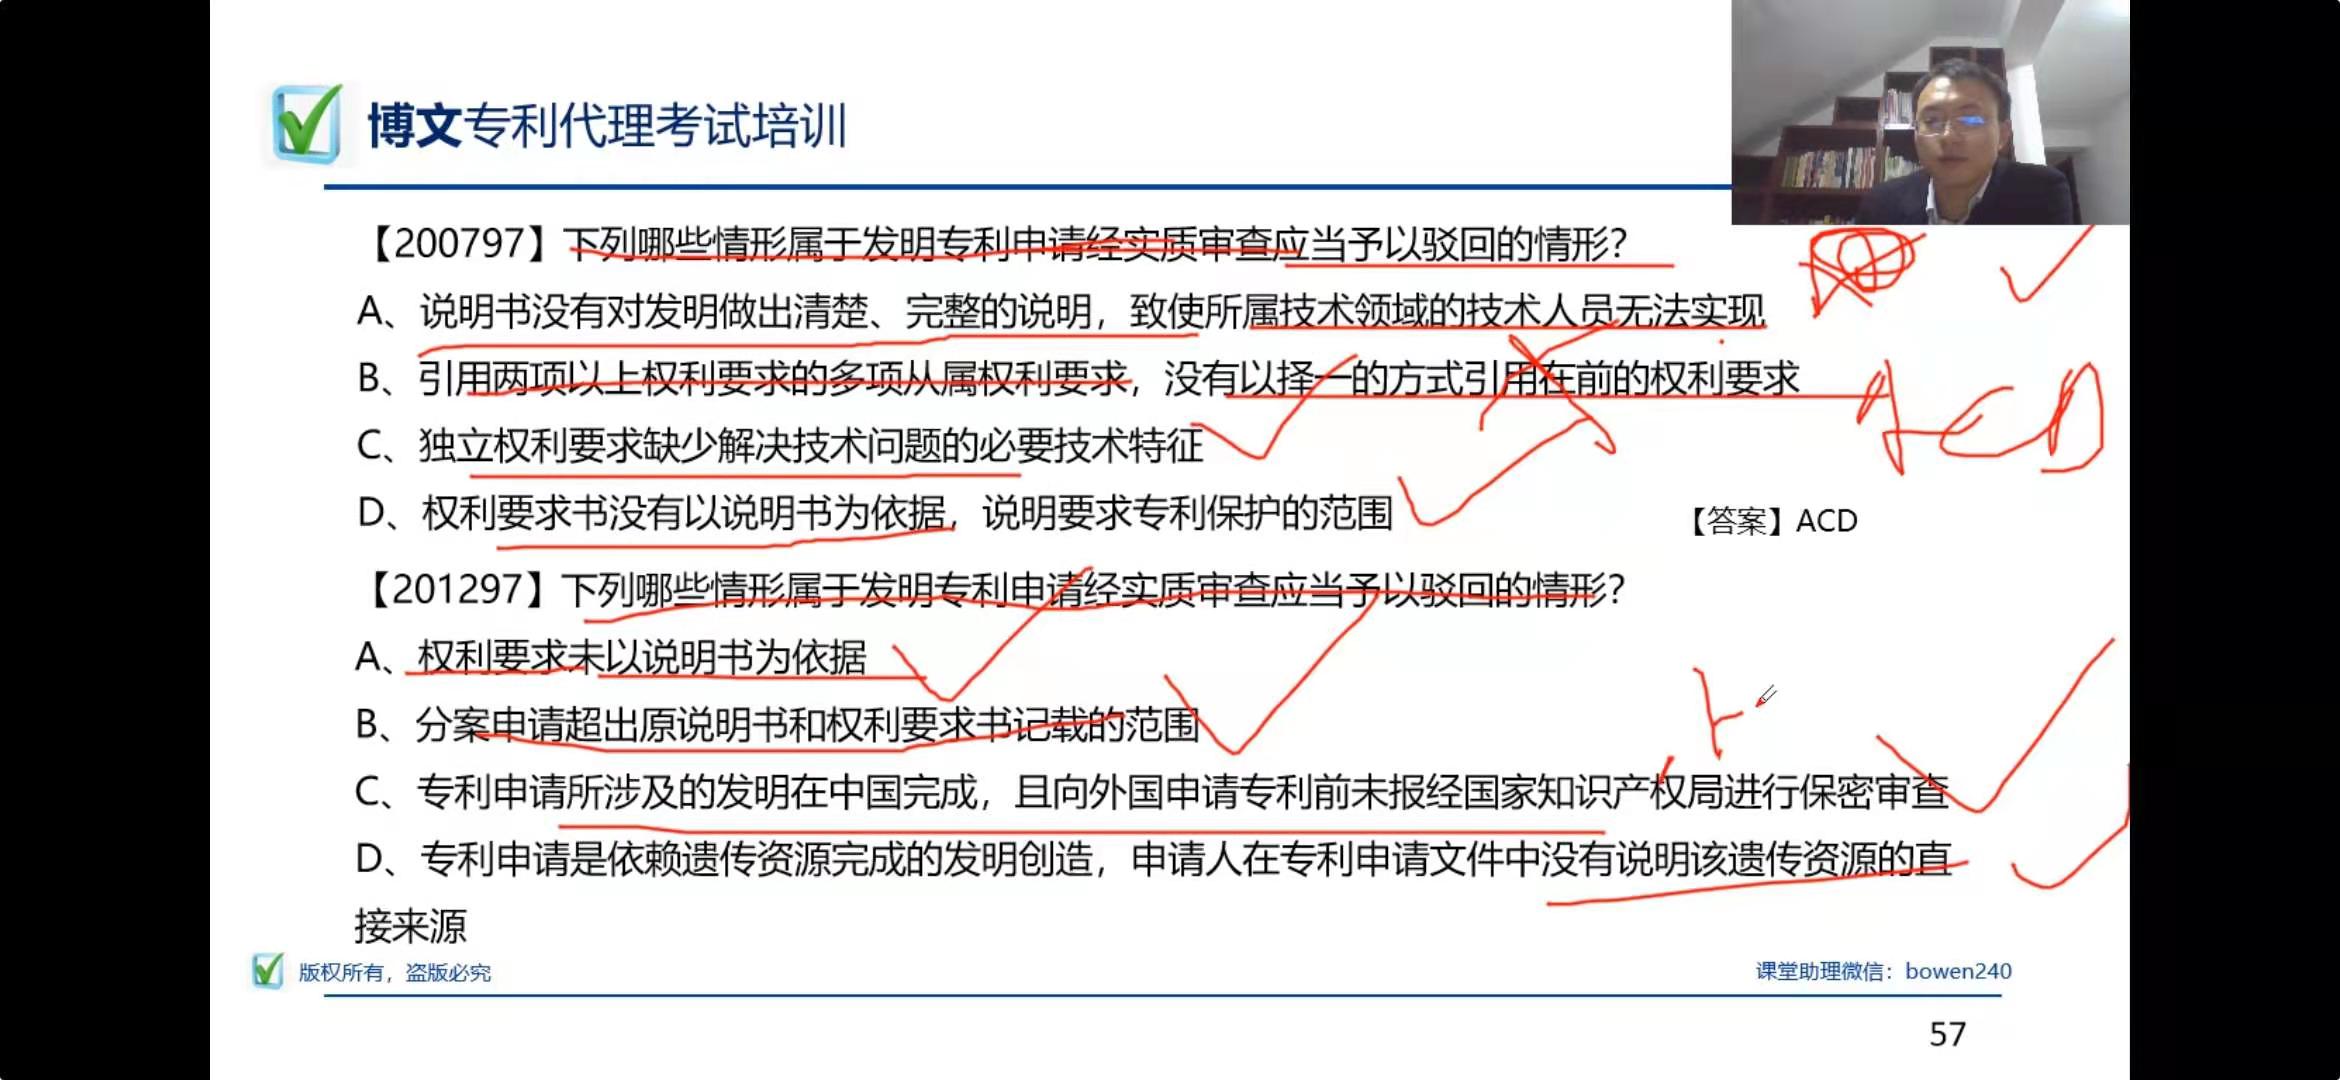 博文专利代理考试培训
【200797】下列哪些情形属于发明专利申请经实质审查应当予以驳回的情形？
A、说明书没有对发明做出清楚、完整的说明，致使所属技术领域的技术人员无法实现
B、引用两项以上权利要求的多项从属权利要求，没有以择一的方式引用在前的权利要求
C、独立权利要求缺少解决技术问题的必要技术特征
ACD
D、权利要求书没有以说明书为依据，说明要求专利保护的范围
【答案】ACD
【201297】下列哪些情形属于发明专利申请经实质审查应当予以驳回的情形？
A、权利要求未以说明书为依据
B、分案申请超出原说明书和权利要求书记载的范围
C、专利申请所涉及的发明在中国完成，且向外国申请专利前未报经国家知识产权局进行保密审查
D、专利申请是依赖遗传资源完成的发明创造，申请人在专利申请文件中没有说明该遗传资源的直
接来源
版权所有，盗版必究
课堂助理微信：bowen240
57